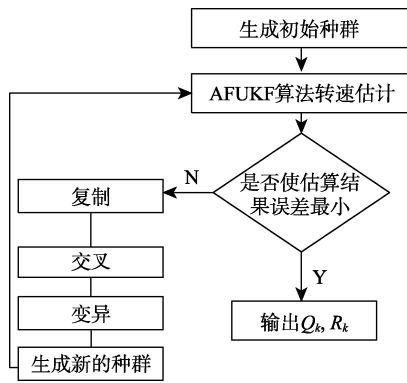 生成初始种群
AFUKF算法转速估计
是否使估算结
果误差最小
N
Y
复制
交叉
变异
生成新的种群
输出Qk, Rk